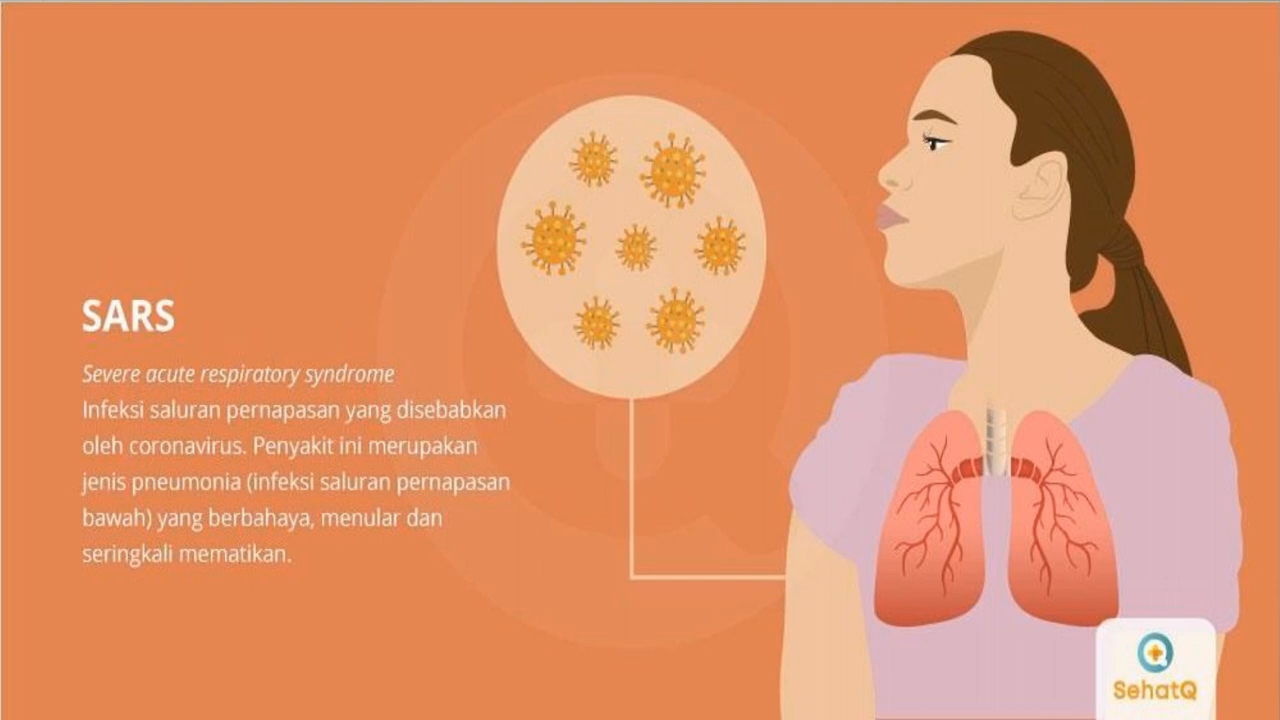 SARS
Severe acute respiratory syndrome
Infeksi saluran pernapasan yang disebabkan
oleh coronavirus. Penyakit ini merupakan
jenis pneumonia (infeksi saluran pernapasan
bawah) yang berbahaya, menular dan
seringkali mematikan.
SehatQ